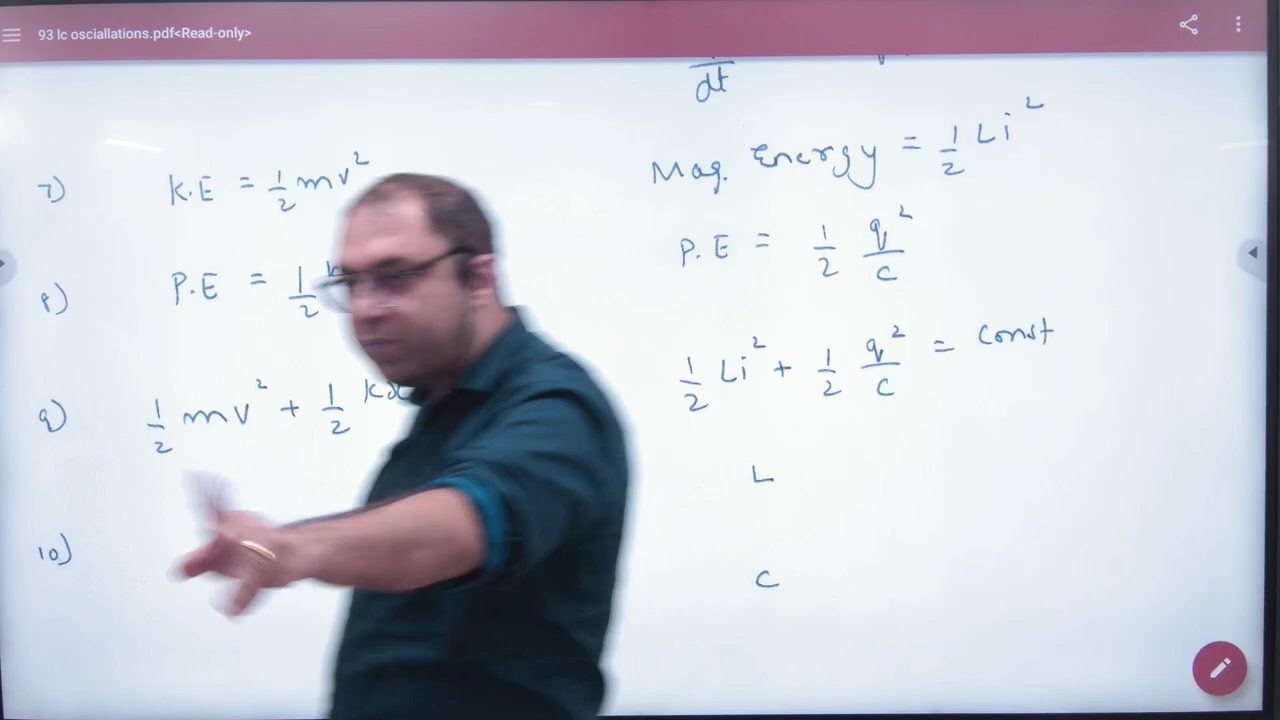 93 lc osciallations.pdf<Read-only>
dt
7) K.E = 1/2 mv² Mag. Energy = 1/2 Li²
8) P.E = 1/2 P.E = 1/2 q²/c
9) 1/2 mv² + 1/2 kx 1/2 Li² + 1/2 q²/c = const
L
10)
C